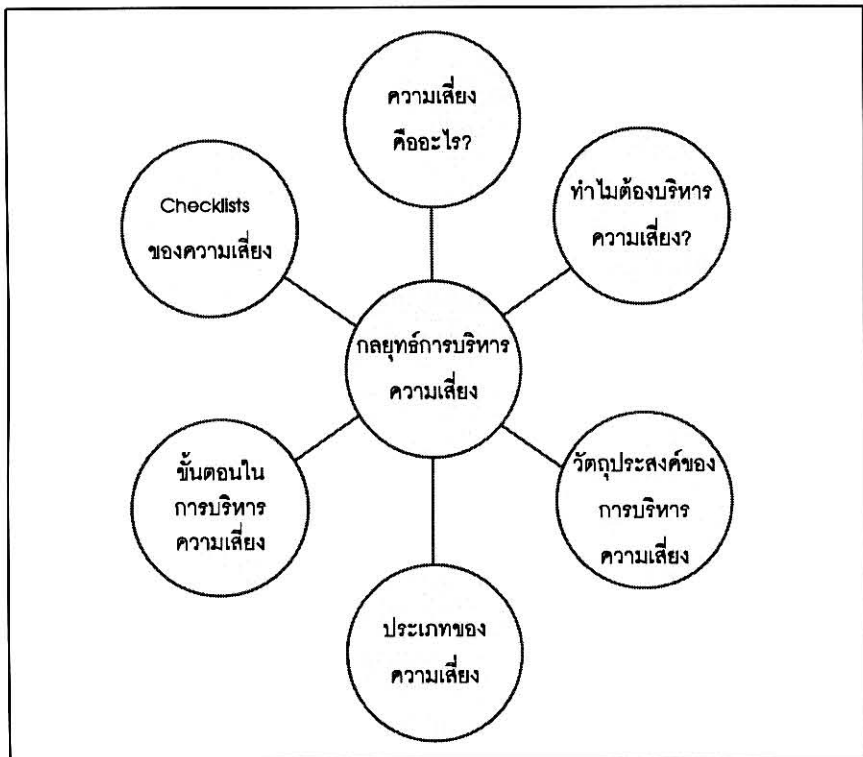 ความเสี่ยง
คืออะไร?
ทำไมต้องบริหาร
ความเสี่ยง?
Checklists
ของความเสี่ยง
กลยุทธ์การบริหาร
ความเสี่ยง
วัตถุประสงค์ของ
การบริหาร
ความเสี่ยง
ขั้นตอนใน
การบริหาร
ความเสี่ยง
ประเภทของ
ความเสี่ยง